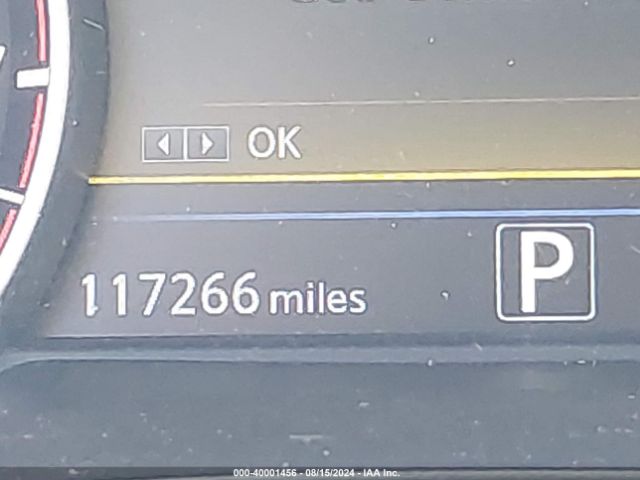 OK
117266 miles
P
000-40001456 - 08/15/2024 - IAA Inc.